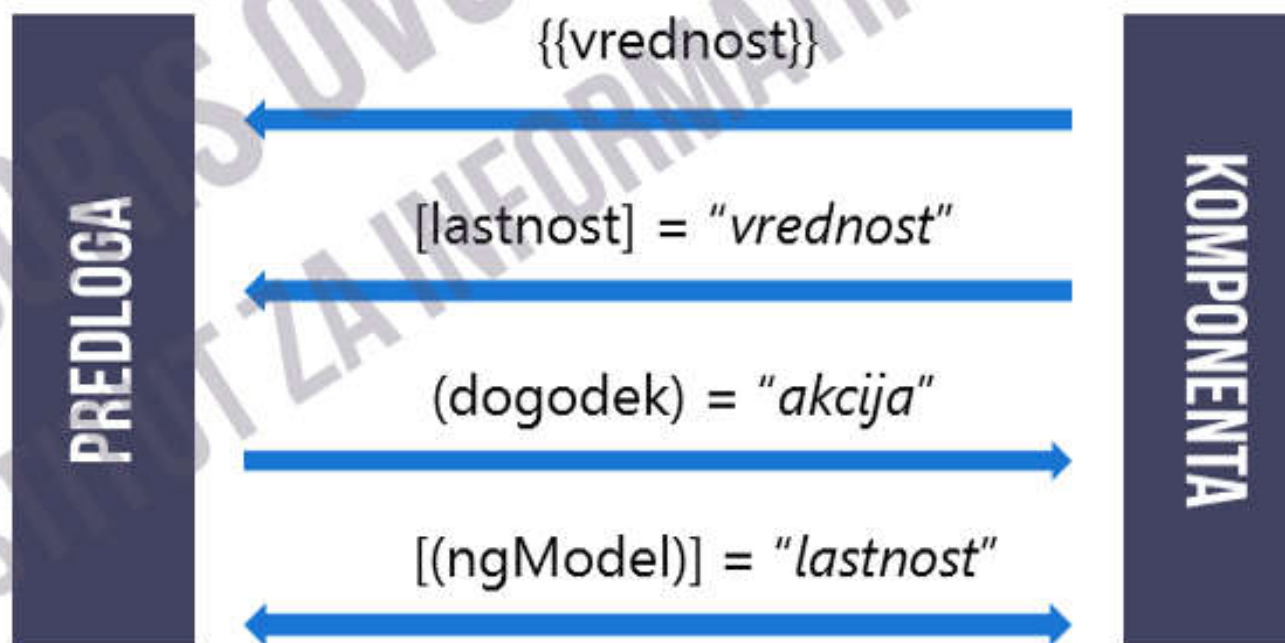 {{vrednost}}
PREDLOGA
KOMPONENTA
[lastnost] = "vrednost"
(dogodek) = "akcija"
[(ngModel)] = "lastnost"